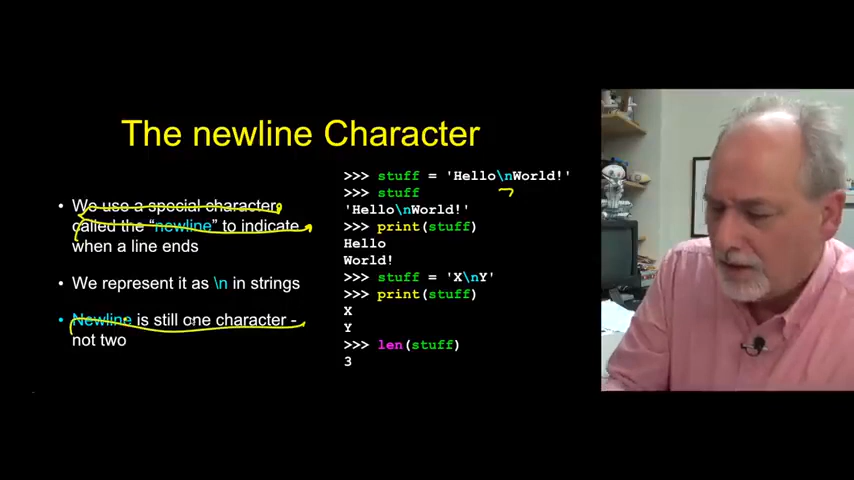 The newline Character
• We use a special character
called the "newline" to indicate
when a line ends
• We represent it as \n in strings
• Newline is still one character -
not two
>>> stuff = 'Hello\nWorld!'
>>> stuff
'Hello\nWorld!'
>>> print(stuff)
Hello
World!
>>> stuff = 'X\nY'
>>> print(stuff)
X
Y
>>> len(stuff)
3